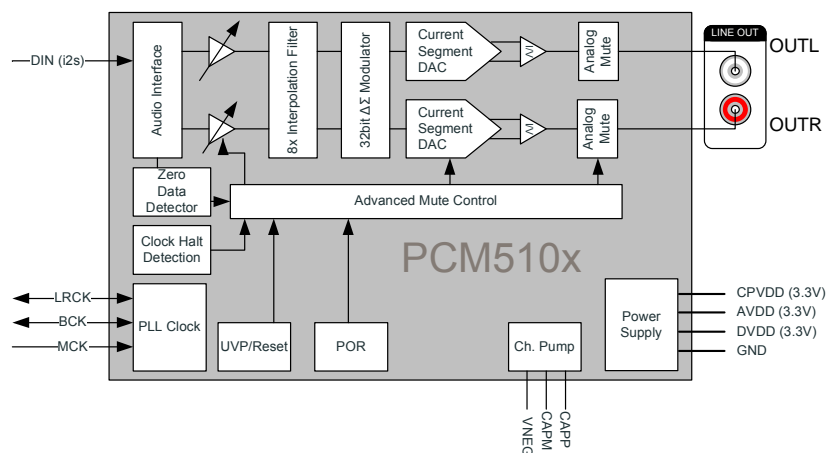 DIN (i2s)
Audio Interface
8x Interpolation Filter
32bit ΔΣ Modulator
Current
Segment
DAC
Analog
Mute
LINE OUT
OUTL
Current
Segment
DAC
Analog
Mute
OUTR
Zero
Data
Detector
Advanced Mute Control
Clock Halt
Detection
PCM510x
LRCK
BCK
MCK
PLL Clock
UVP/Reset
POR
Ch. Pump
Power
Supply
CPVDD (3.3V)
AVDD (3.3V)
DVDD (3.3V)
GND
VNEG
CAPM
CAPP